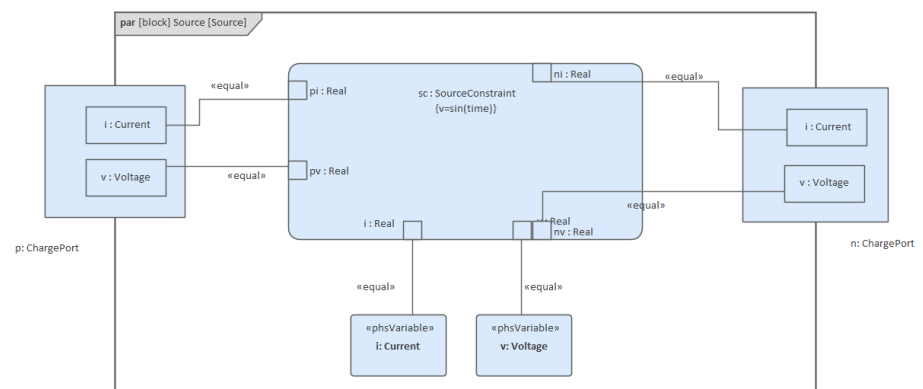 par [block] Source [Source]
«equal»
pi : Real
ni : Real
«equal»
sc : SourceConstraint
{v=sin(time)}
i : Current
i : Current
v : Voltage
«equal»
pv : Real
v : Voltage
«equal»
i : Real
Real
nv : Real
p: ChargePort
n: ChargePort
«equal»
«equal»
«phsVariable»
i: Current
«phsVariable»
v: Voltage